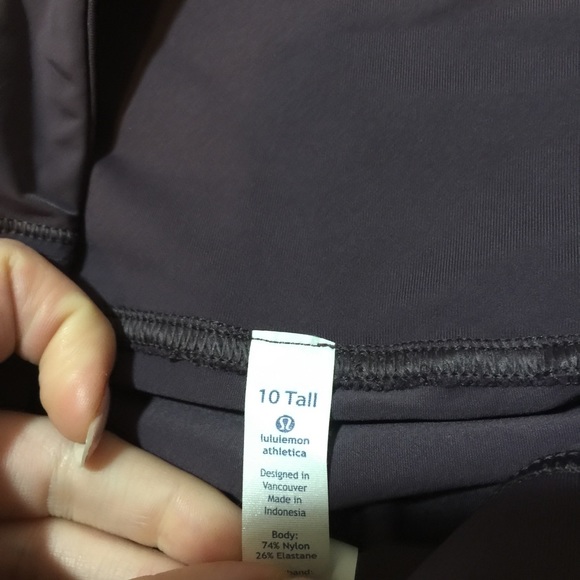 10 Tall
lululemon
athletica
Designed in
Vancouver
Made in
Indonesia
Body:
74% Nylon
26% Elastane